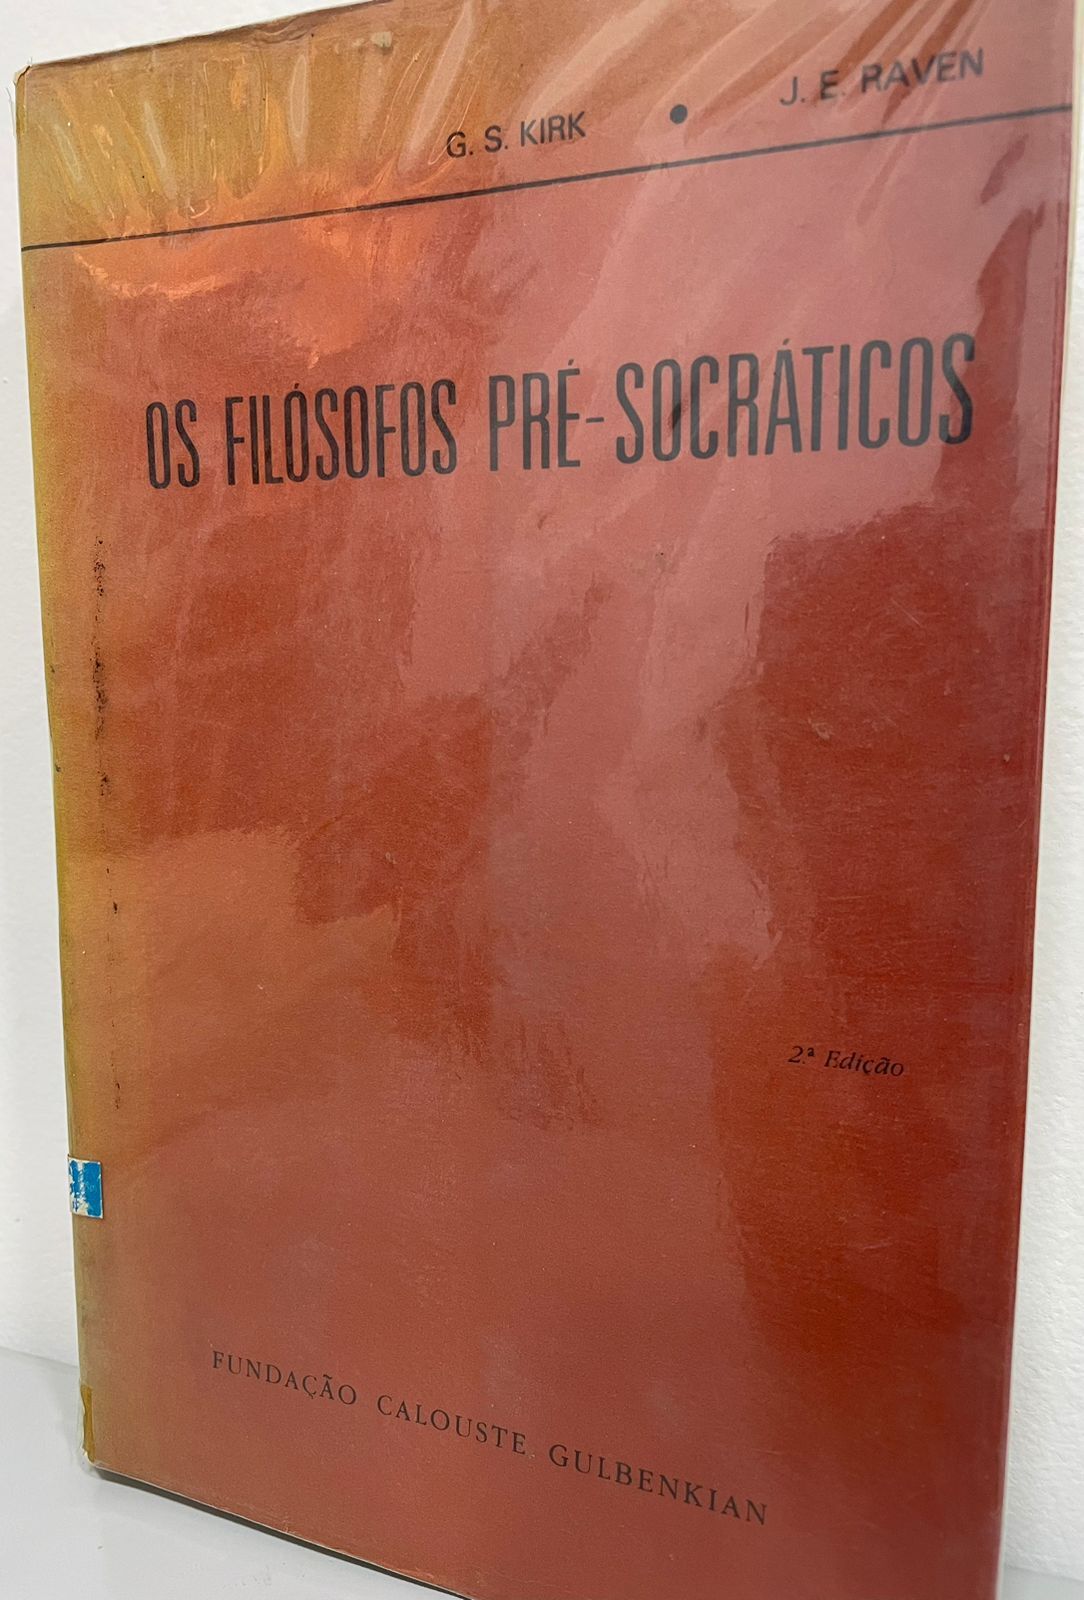 G. S. KIRK • J. E. RAVEN
OS FILÓSOFOS PRÉ-SOCRÁTICOS
2.ª Edição
FUNDAÇÃO CALOUSTE GULBENKIAN